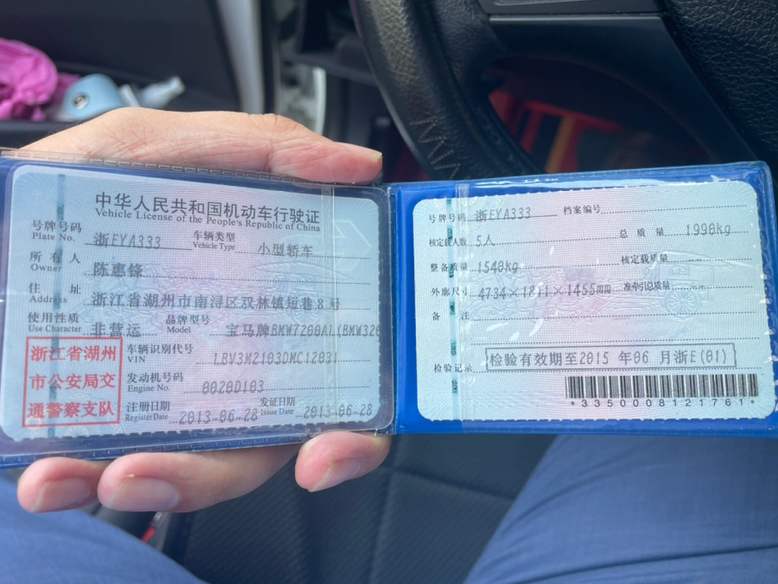 中华人民共和国机动车行驶证
Vehicle License of the People's Republic of China
号牌号码 浙EYA333 车辆类型 小型轿车
Plate No. Vehicle Type
所有人 陈惠锋
Owner
住址 浙江省湖州市南浔区双林镇短巷8号
Address
使用性质 非营运 品牌型号 宝马牌BMW7200AL(BMW320
Use Character Model
浙江省湖州
市公安局交
通警察支队
车辆识别代号 LBV3M2103DMC12031
VIN
发动机号码 0020D103
Engine No.
注册日期 2013-06-28 发证日期 2013-06-28
Register Date Issue Date
号牌号码 浙EYA333 档案编号
核定载人数 5人 总质量 1990kg
整备质量 1540kg 核定载质量
外廓尺寸 4734×1811×1455mm 准牵引总质量
备注
检验记录 检验有效期至2015年06月浙E(01)
*3350008121761*